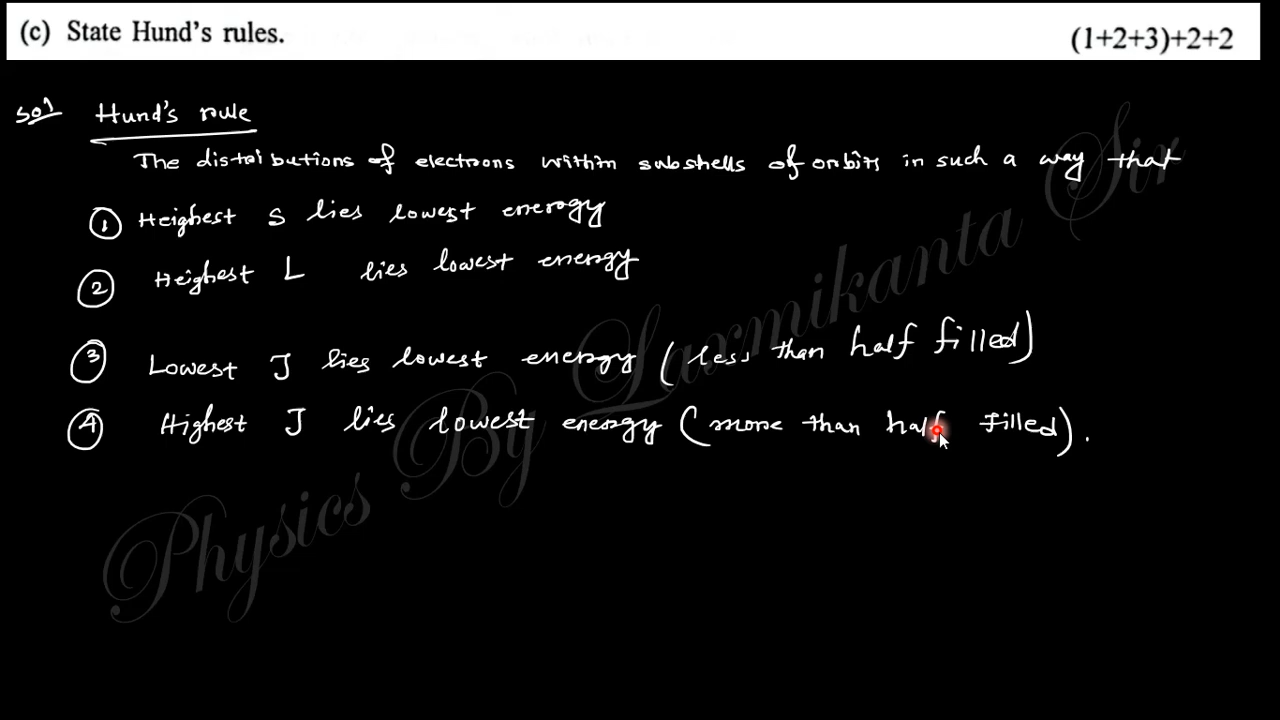 (c) State Hund's rules. (1+2+3)+2+2
Sol Hund's rule
The distributions of electrons within subshells of orbits in such a way that
① Heighest S lies lowest energy
② Heighest L lies lowest energy
③ Lowest J lies lowest energy (less than half filled)
④ Highest J lies lowest energy (more than half filled).
Physics By Laxmikanta Sir